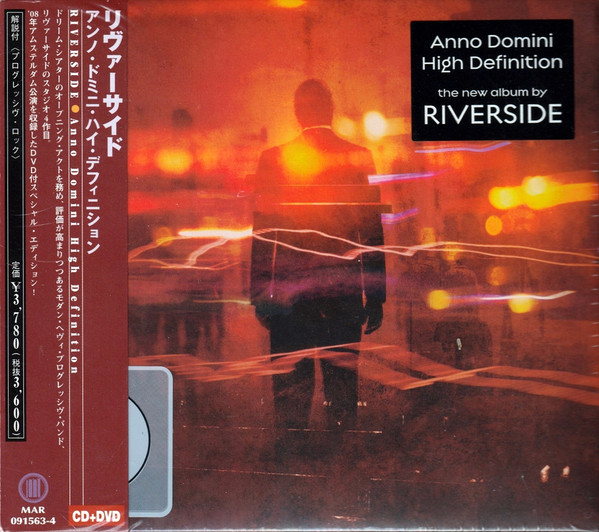 リヴァーサイド
アンノ・ドミニ・ハイ・デフィニション
RIVERSIDE ● Anno Domini High Definition
ドリーム・シアターのオープニング・アクトを務め、評価が高まりつつあるモダン・ヘヴィ・プログレッシヴ・バンド、
リヴァーサイドのスタジオ4作目。
'08年アムステルダム公演を収録したDVD付スペシャル・エディション!
解説付 〈プログレッシヴ・ロック〉
定価 ¥3,780 (税抜 3,600)
MAR
091563-4
CD+DVD
Anno Domini
High Definition
the new album by
RIVERSIDE